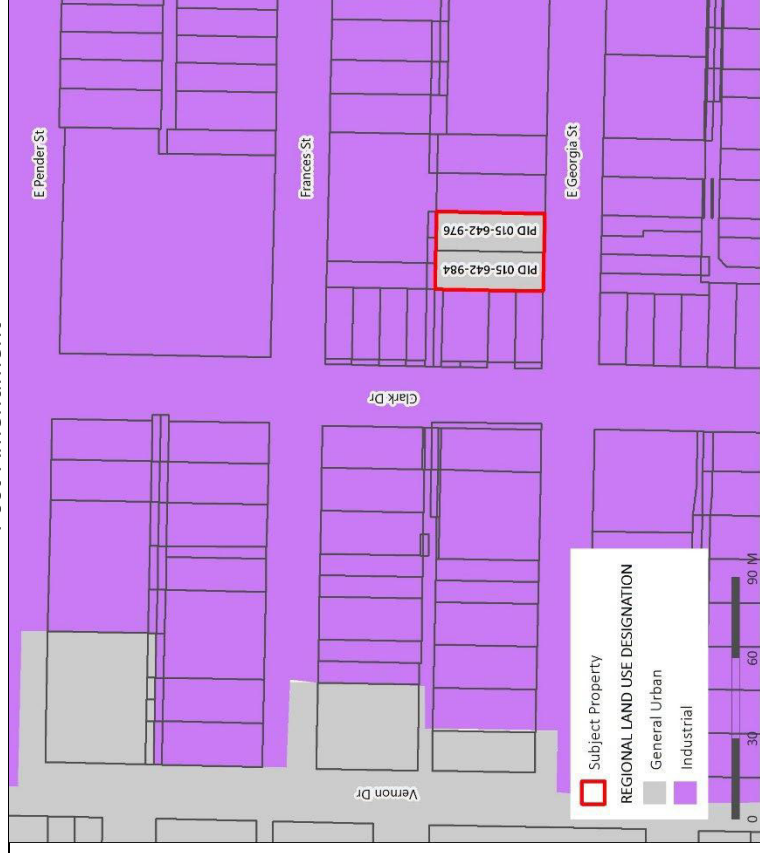 E Pender St
Frances St
E Georgia St
PID 015-642-976
PID 015-642-984
Clark Dr
Vernon Dr
Subject Property
REGIONAL LAND USE DESIGNATION
General Urban
Industrial
0 30 60 90 M